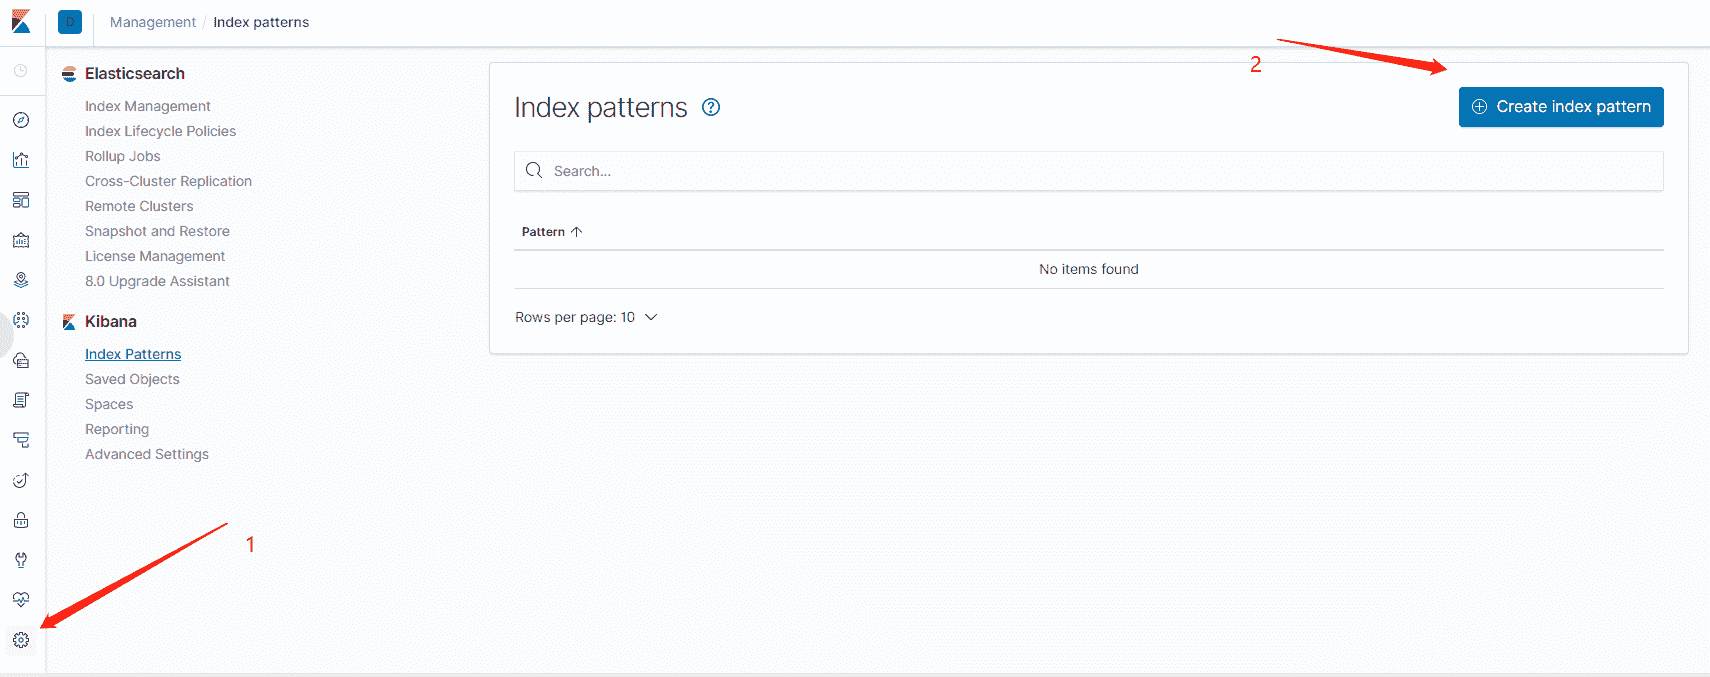 D Management / Index patterns
Elasticsearch
Index Management
Index Lifecycle Policies
Rollup Jobs
Cross-Cluster Replication
Remote Clusters
Snapshot and Restore
License Management
8.0 Upgrade Assistant
Kibana
Index Patterns
Saved Objects
Spaces
Reporting
Advanced Settings
1
2
Index patterns ?
Create index pattern
Search...
Pattern ↑
No items found
Rows per page: 10